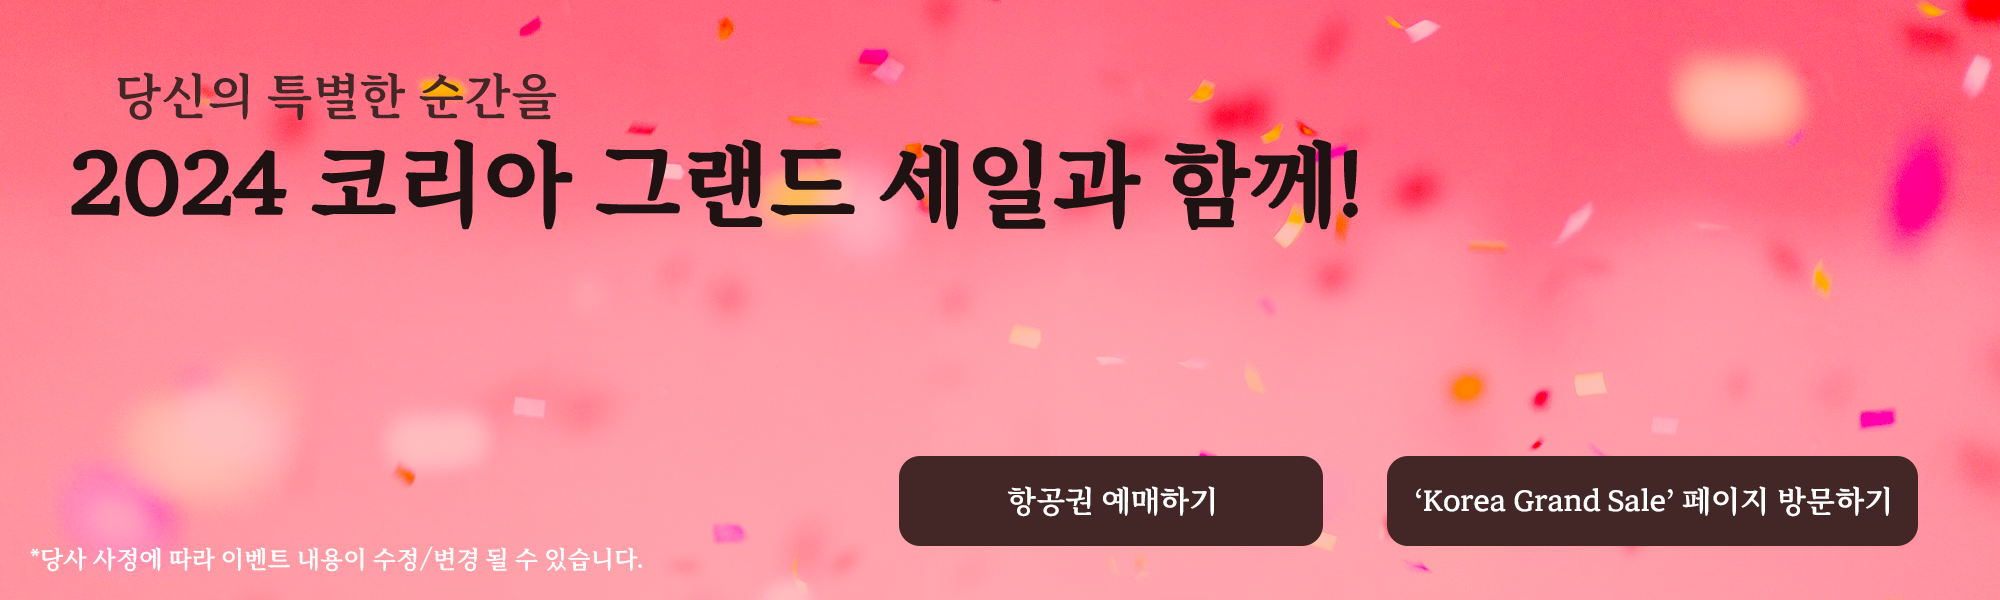 당신의 특별한 순간을
2024 코리아 그랜드 세일과 함께!
항공권 예매하기
‘Korea Grand Sale’ 페이지 방문하기
*당사 사정에 따라 이벤트 내용이 수정/변경 될 수 있습니다.